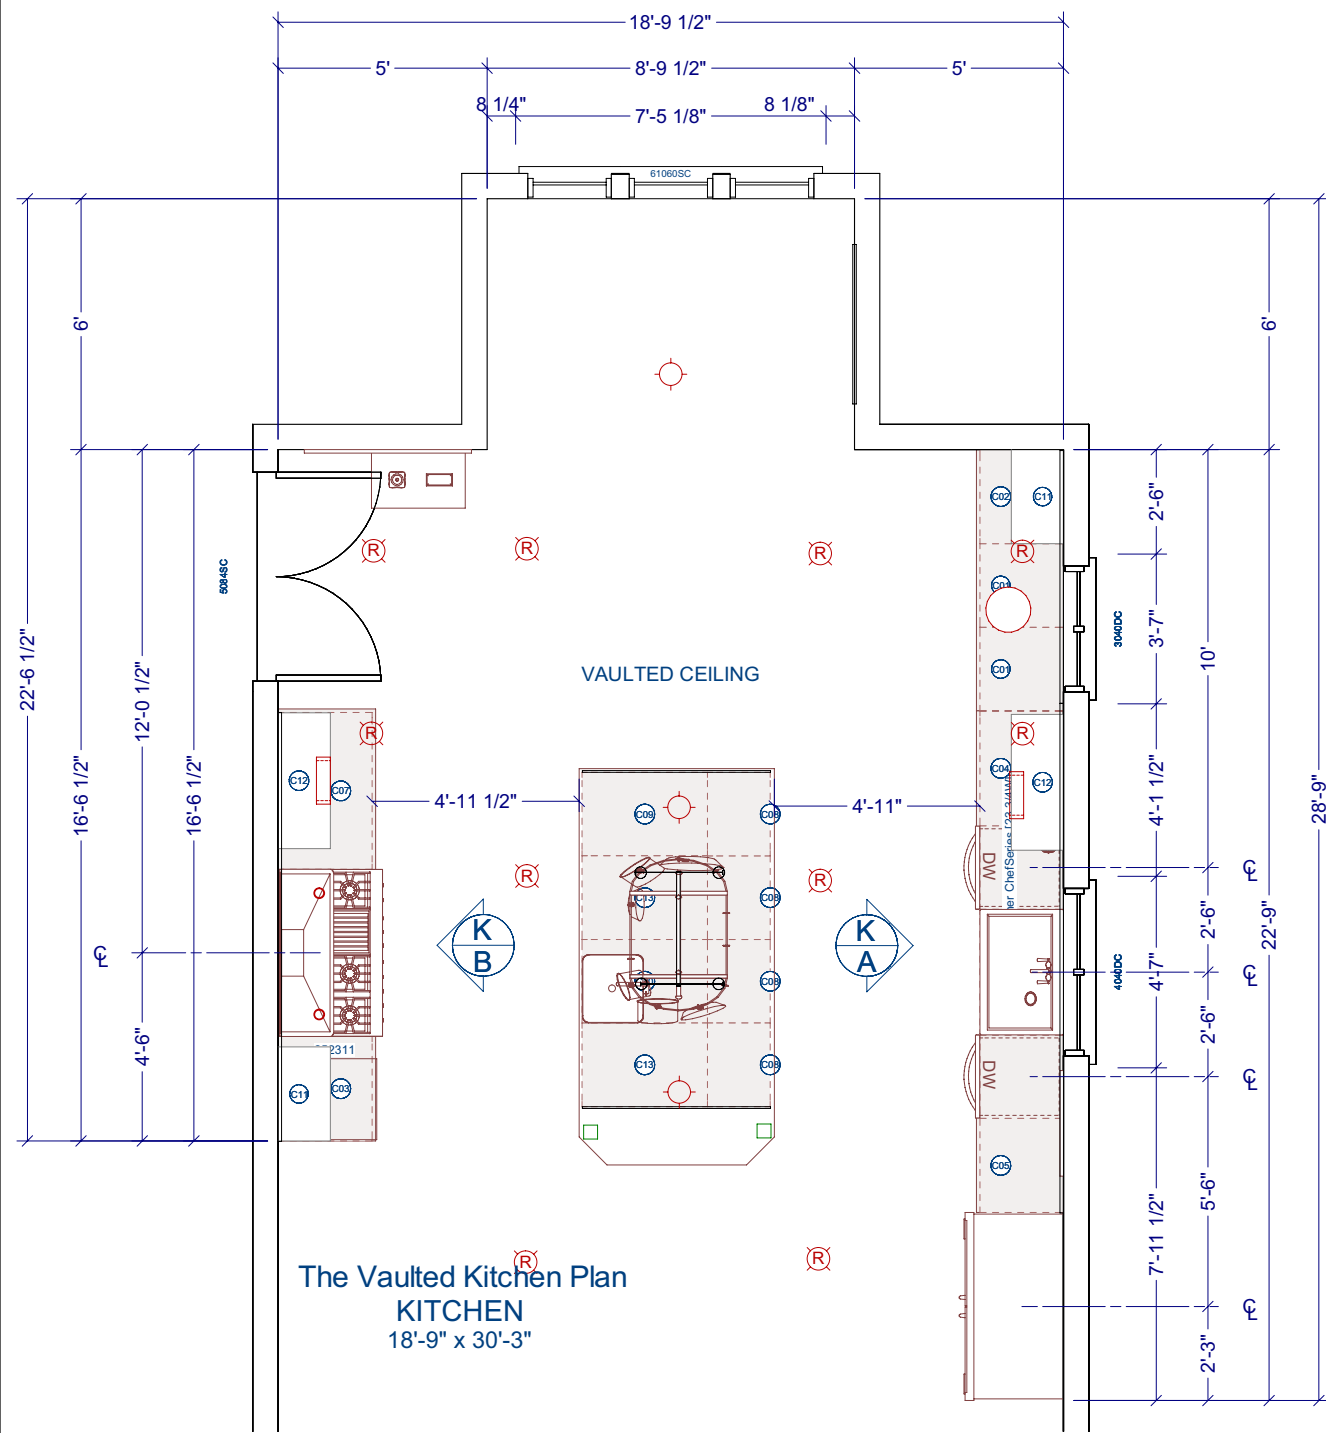 18'-9 1/2"
5'
8'-9 1/2"
5'
8 1/4"
7'-5 1/8"
8 1/8"
61060SC
6'
6'
C02
C11
2'-6"
R
R
R
R
5084SC
C01
3040DC
3'-7"
10'
22'-6 1/2"
12'-0 1/2"
VAULTED CEILING
C01
R
R
C12
C07
C04
C12
16'-6 1/2"
16'-6 1/2"
4'-11 1/2"
4'-11"
C09
C08
4'-1 1/2"
28'-9"
DW
R
R
C13
C08
K
B
K
A
2'-6"
22'-9"
4'-7"
4040DC
C08
2'-6"
4'-6"
2311
C11
C03
C13
C08
DW
C05
5'-6"
7'-11 1/2"
R
R
The Vaulted Kitchen Plan
KITCHEN
18'-9" x 30'-3"
2'-3"